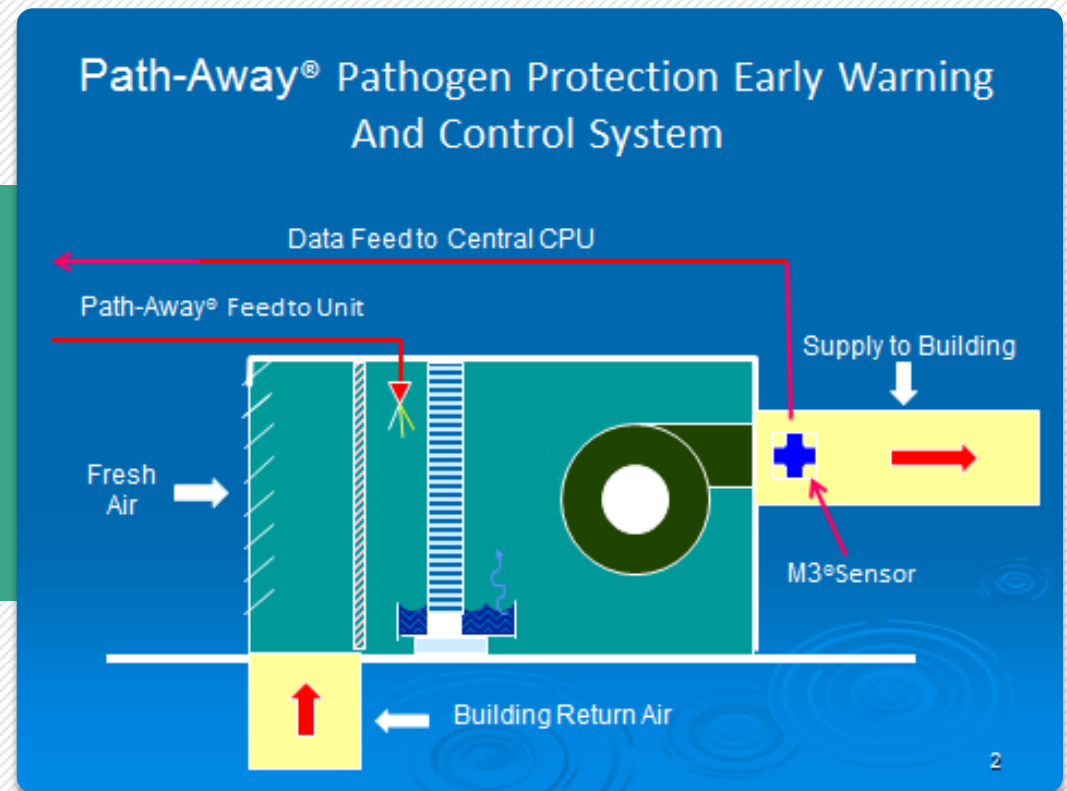 Path-Away® Pathogen Protection Early Warning
And Control System
Data Feed to Central CPU
Path-Away® Feed to Unit
Supply to Building
Fresh
Air
M3®Sensor
Building Return Air
2